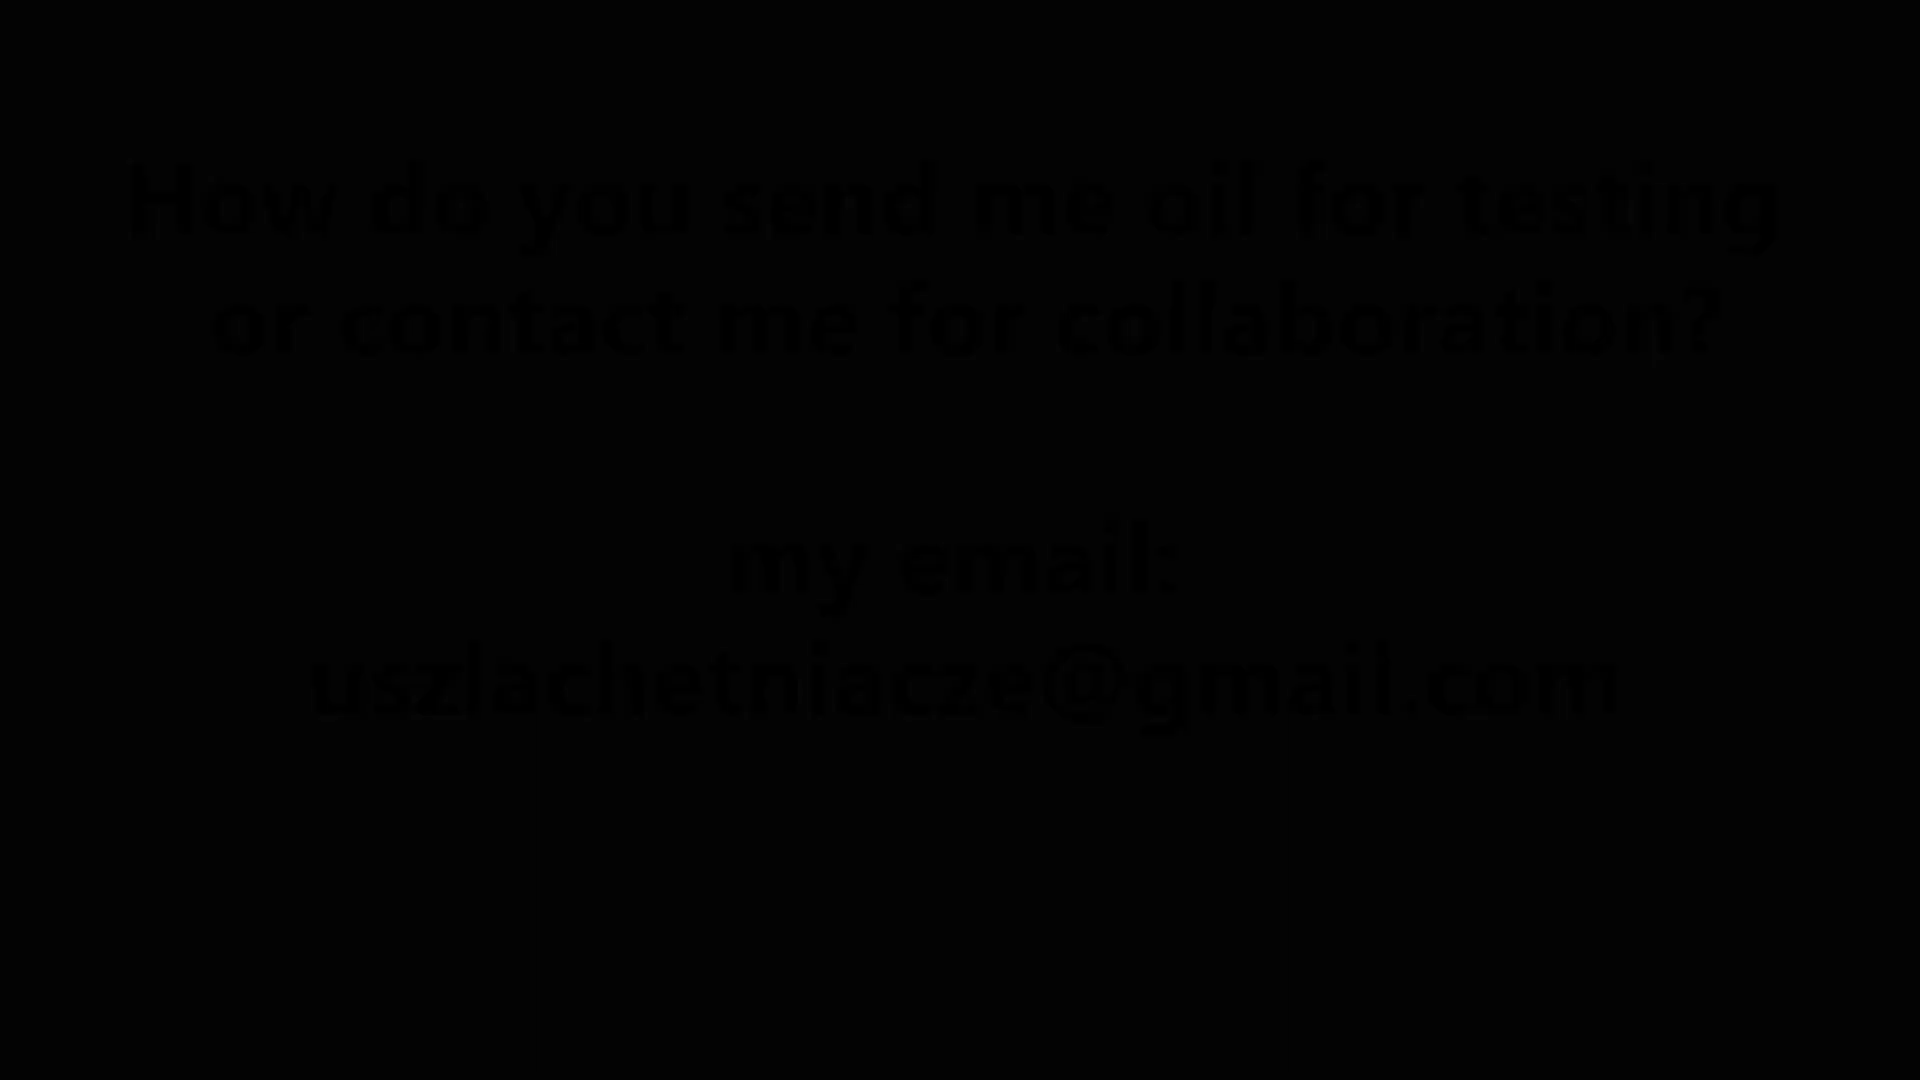 How do you send me oil for testing
or contact me for collaboration?
my email:
uszlachetniacze@gmail.com